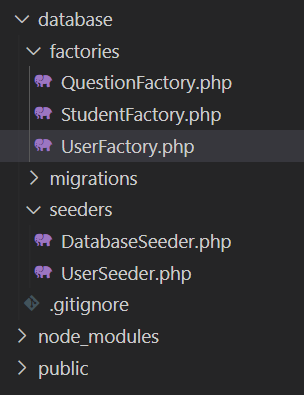 database
factories
QuestionFactory.php
StudentFactory.php
UserFactory.php
migrations
seeders
DatabaseSeeder.php
UserSeeder.php
.gitignore
node_modules
public